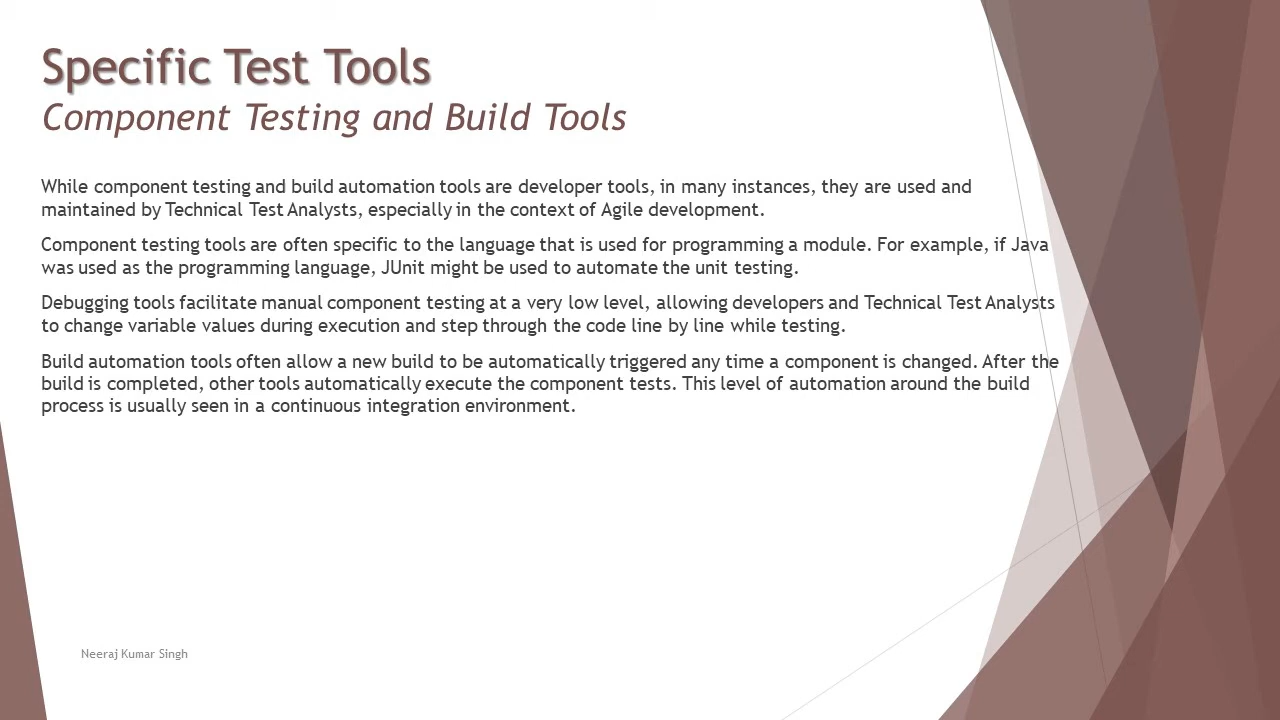 Specific Test Tools
Component Testing and Build Tools
While component testing and build automation tools are developer tools, in many instances, they are used and
maintained by Technical Test Analysts, especially in the context of Agile development.
Component testing tools are often specific to the language that is used for programming a module. For example, if Java
was used as the programming language, JUnit might be used to automate the unit testing.
Debugging tools facilitate manual component testing at a very low level, allowing developers and Technical Test Analysts
to change variable values during execution and step through the code line by line while testing.
Build automation tools often allow a new build to be automatically triggered any time a component is changed. After the
build is completed, other tools automatically execute the component tests. This level of automation around the build
process is usually seen in a continuous integration environment.
Neeraj Kumar Singh